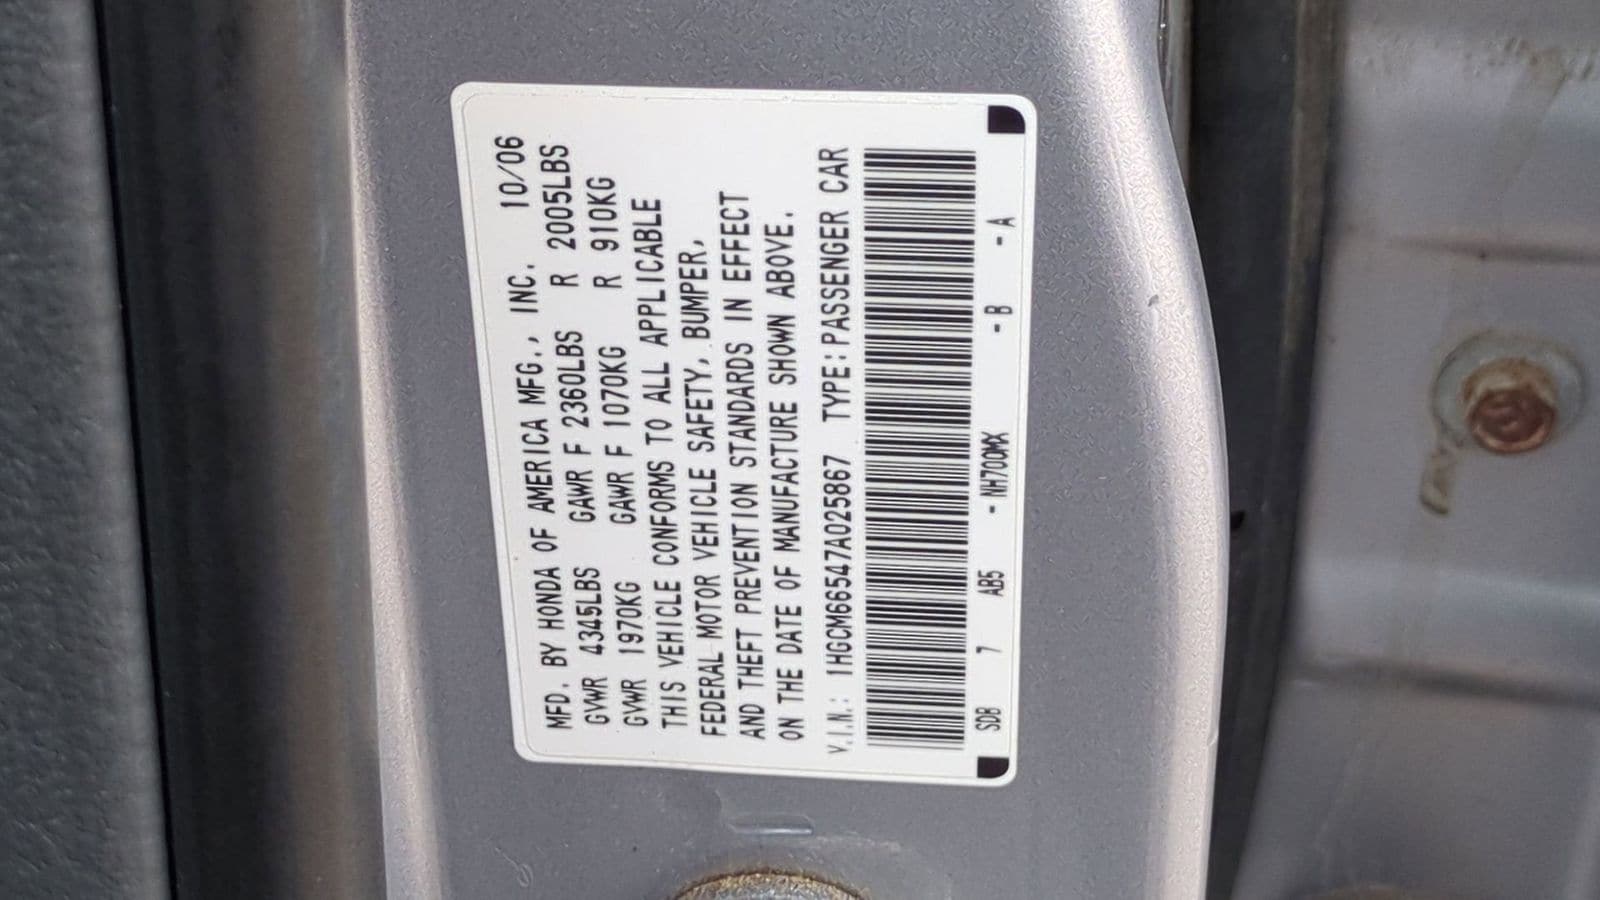 MFD. BY HONDA OF AMERICA MFG., INC. 10/06
GVWR 4345LBS GAWR F 2360LBS R 2005LBS
GVWR 1970KG GAWR F 1070KG R 910KG
THIS VEHICLE CONFORMS TO ALL APPLICABLE
FEDERAL MOTOR VEHICLE SAFETY, BUMPER,
AND THEFT PREVENTION STANDARDS IN EFFECT
ON THE DATE OF MANUFACTURE SHOWN ABOVE.
V.I.N.: 1HGCM66547A025867 TYPE:PASSENGER CAR
SDB 7 AB5 - NH700MX - B - A